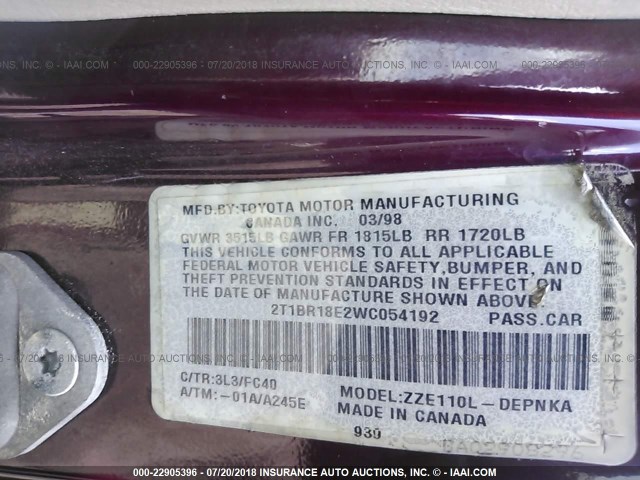 000-22905396 - 07/20/2018 - INSURANCE AUTO AUCTIONS, INC. - © IAAI.COM
MFD.BY:TOYOTA MOTOR MANUFACTURING
CANADA INC. 03/98
GVWR 3515LB GAWR FR 1815LB RR 1720LB
THIS VEHICLE CONFORMS TO ALL APPLICABLE
FEDERAL MOTOR VEHICLE SAFETY,BUMPER, AND
THEFT PREVENTION STANDARDS IN EFFECT ON
THE DATE OF MANUFACTURE SHOWN ABOVE.
2T1BR18E2WC054192 PASS.CAR
C/TR:3L3/FC40
A/TM:-01A/A245E
MODEL:ZZE110L-DEPNKA
MADE IN CANADA
939
000-22905396 - 07/20/2018 - INSURANCE AUTO AUCTIONS, INC. - © IAAI.COM